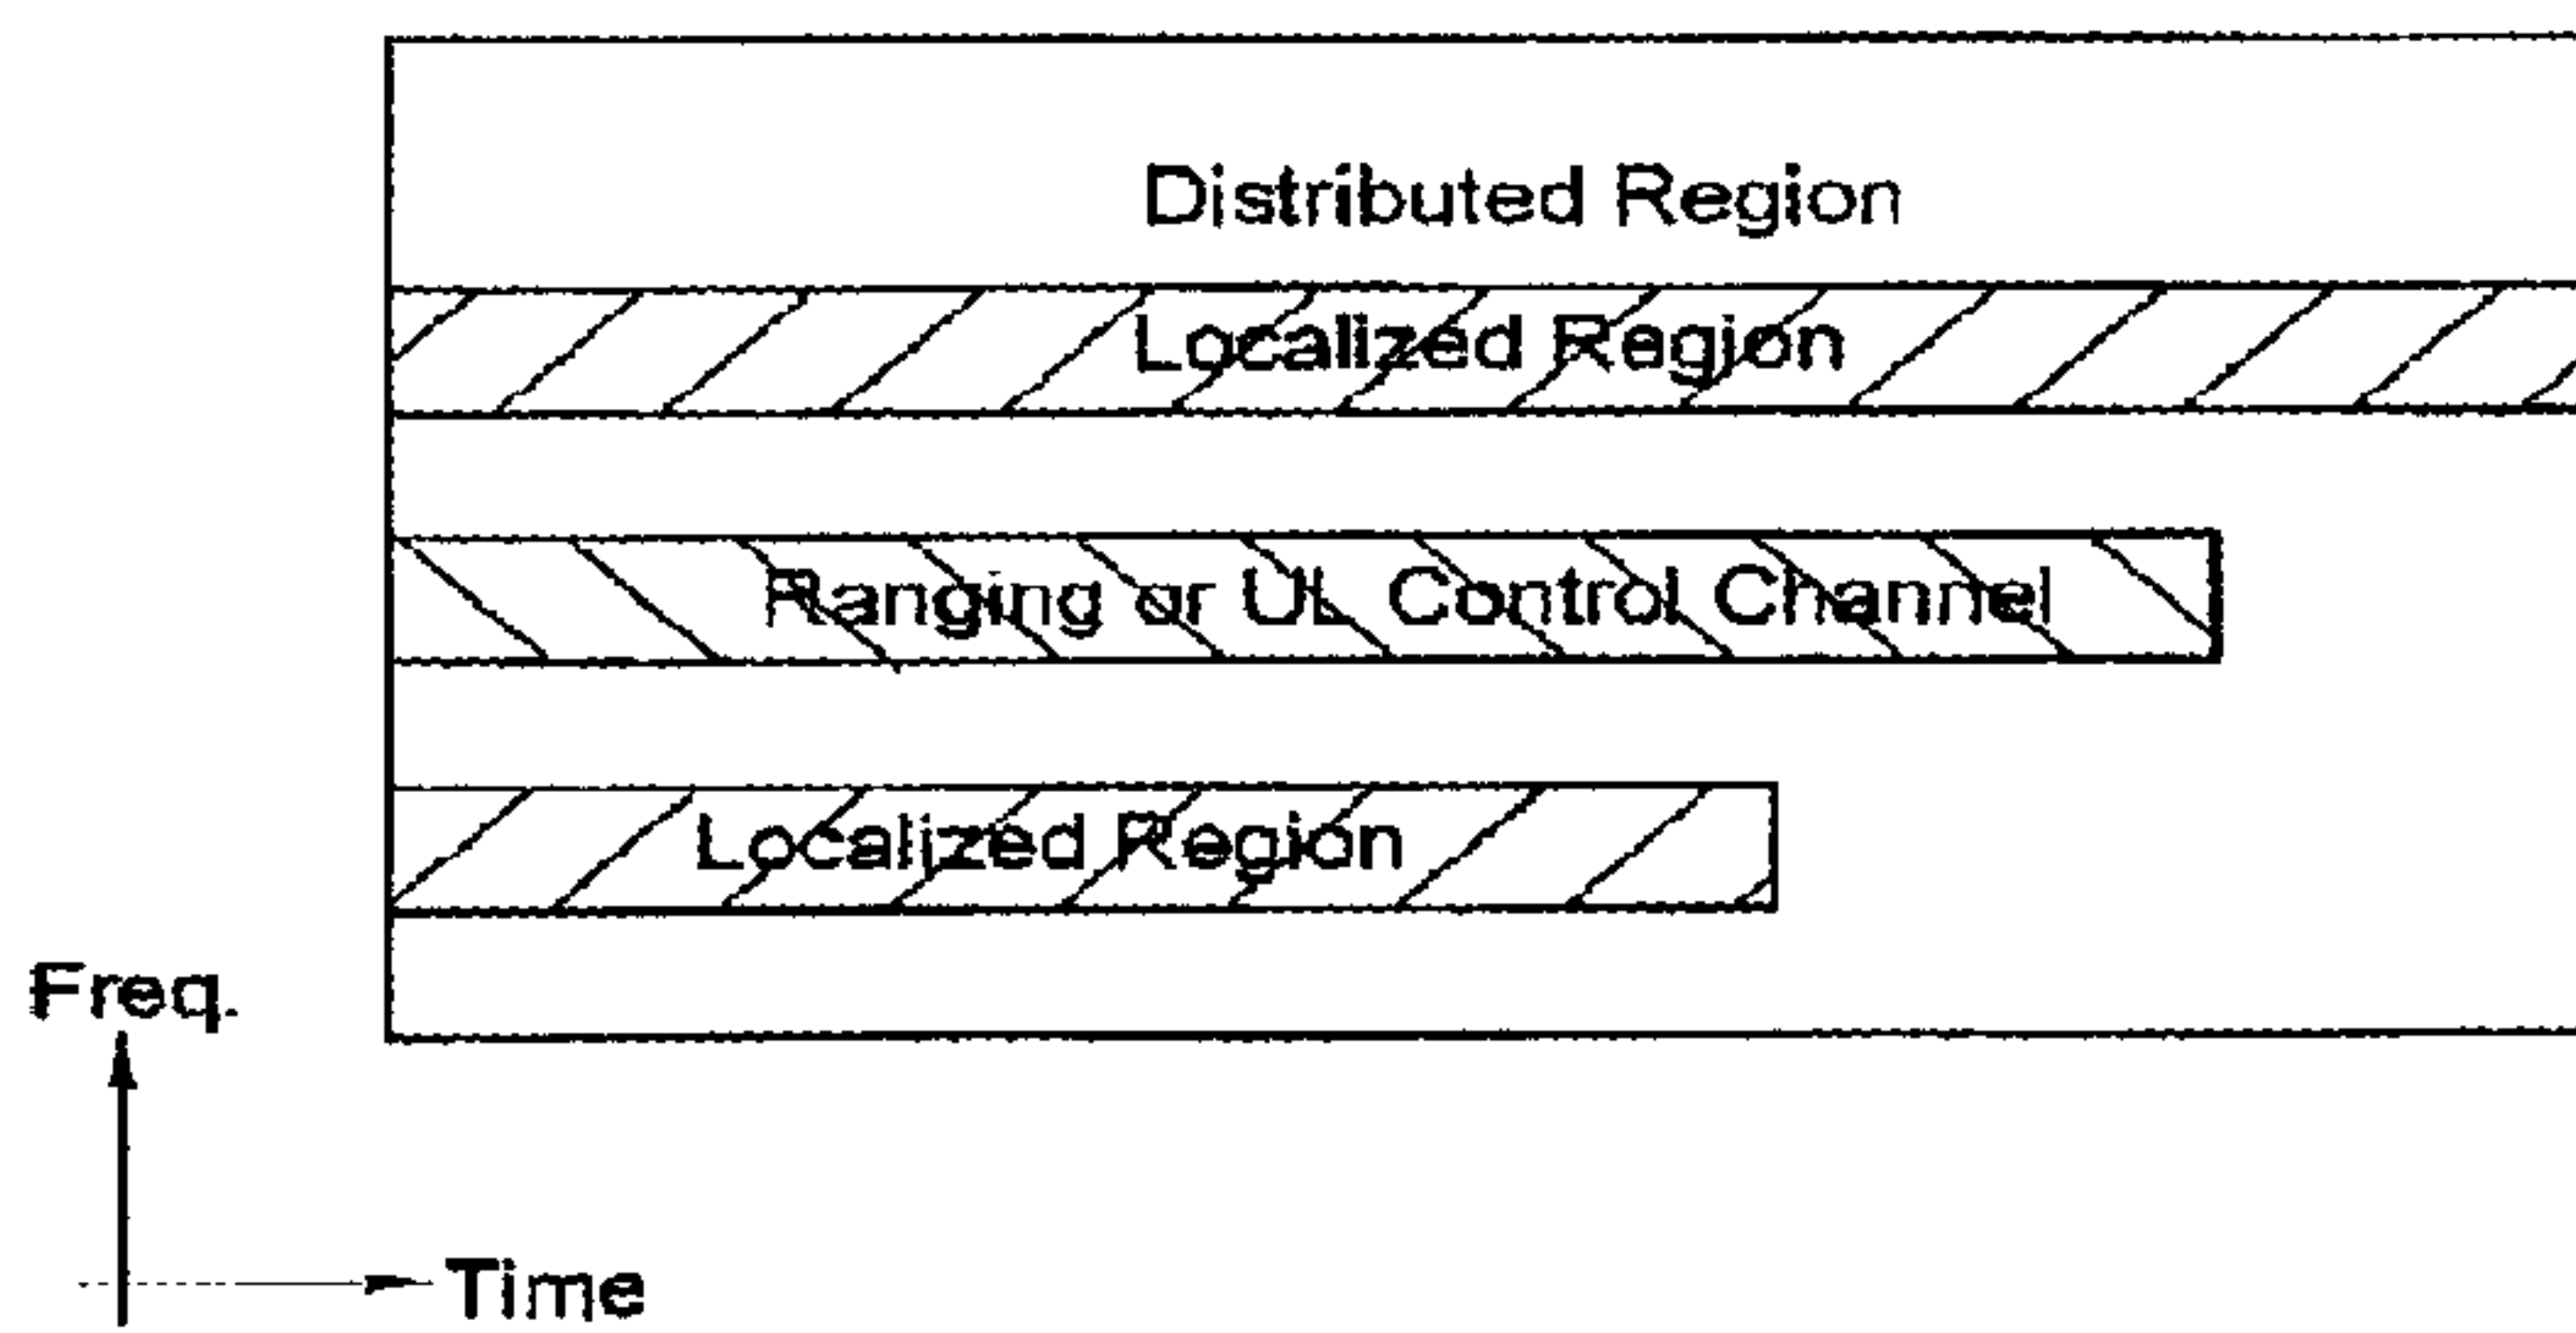 Distributed Region
Localized Region
Ranging or UL Control Channel
Localized Region
Freq.
Time